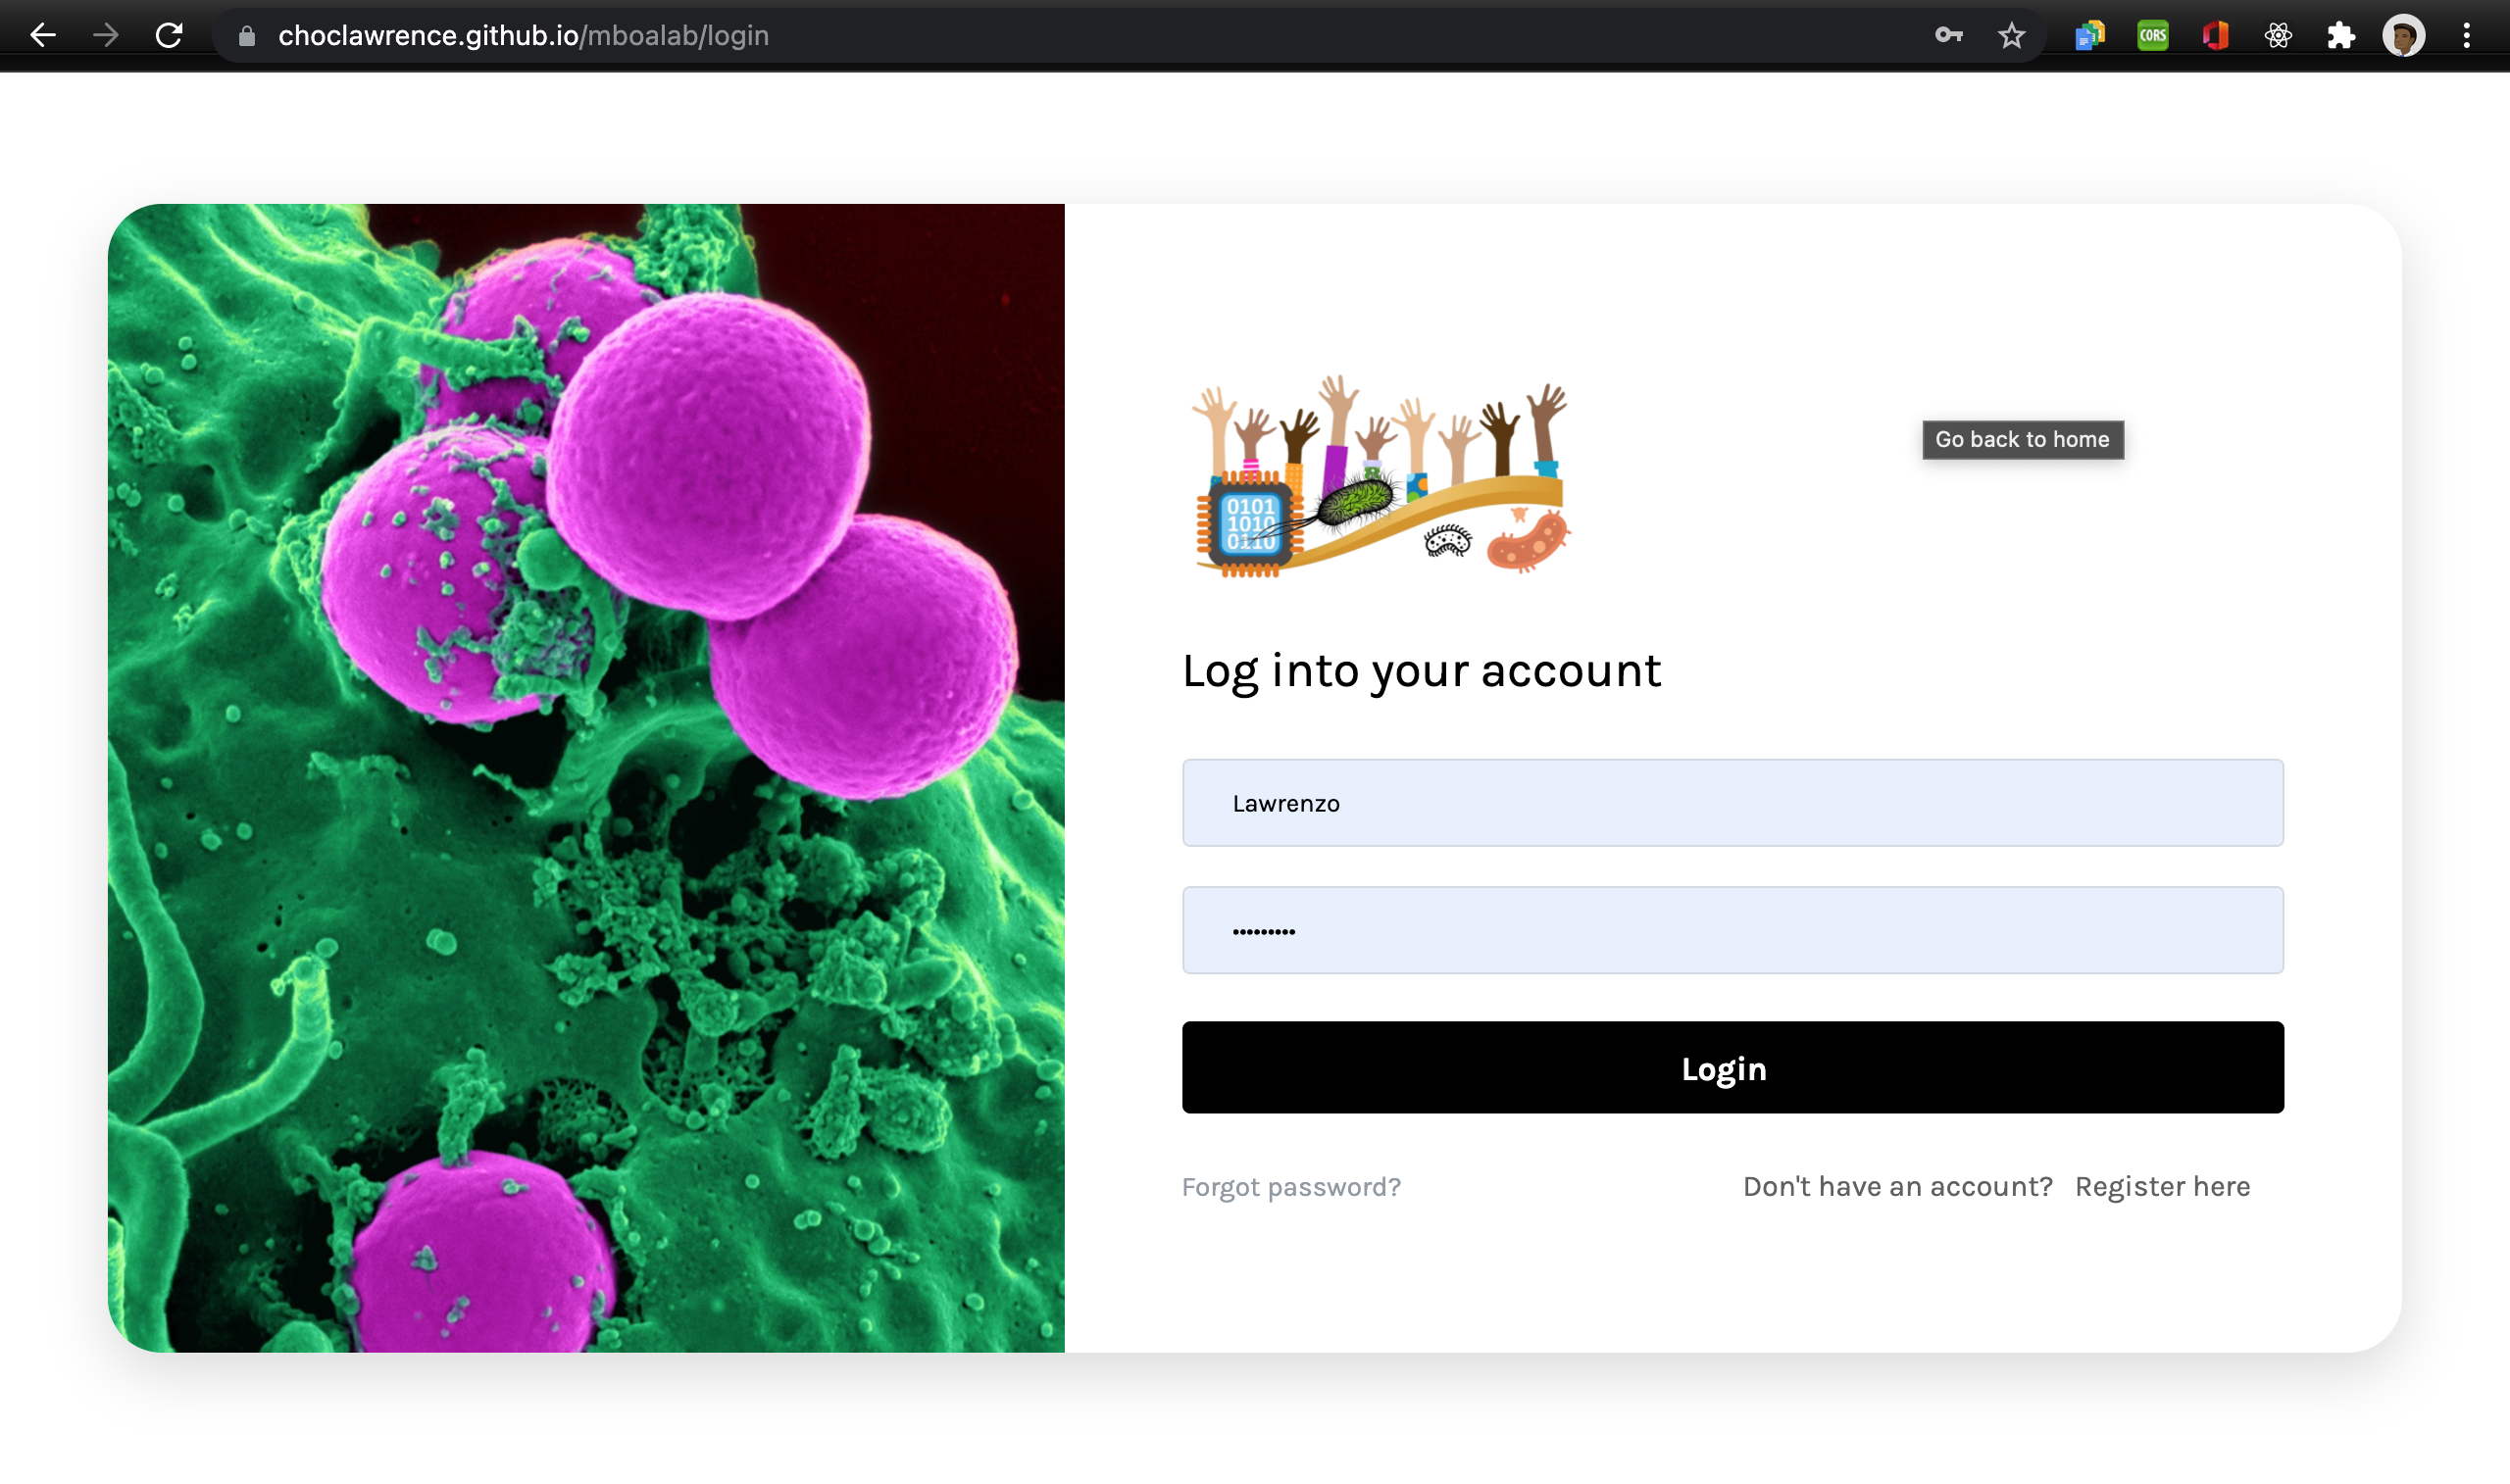 choclawrence.github.io/mboalab/login
CORS
Go back to home
0101
1010
0110
Log into your account
Lawrenzo
•••••••••
Login
Forgot password?
Don't have an account? Register here